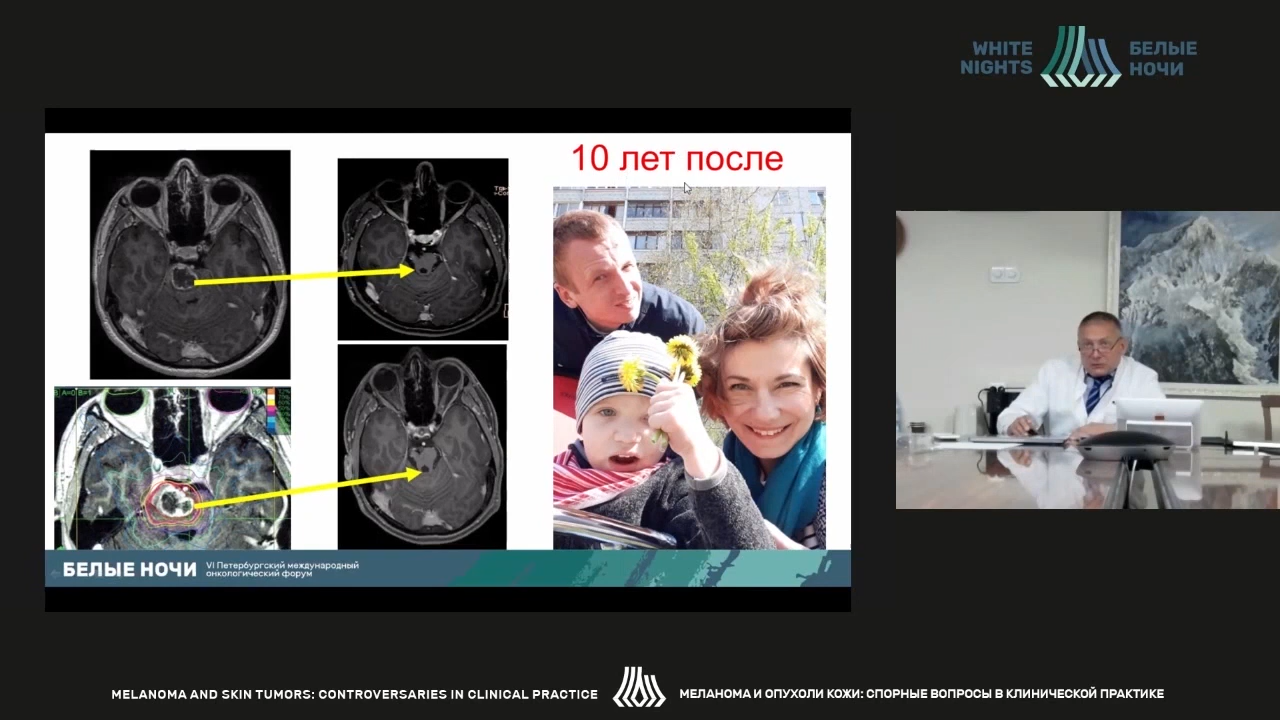 WHITE
NIGHTS
БЕЛЫЕ
НОЧИ
10 лет после
БЕЛЫЕ НОЧИ
VI Петербургский международный
онкологический форум
MELANOMA AND SKIN TUMORS: CONTROVERSARIES IN CLINICAL PRACTICE
МЕЛАНОМА И ОПУХОЛИ КОЖИ: СПОРНЫЕ ВОПРОСЫ В КЛИНИЧЕСКОЙ ПРАКТИКЕ